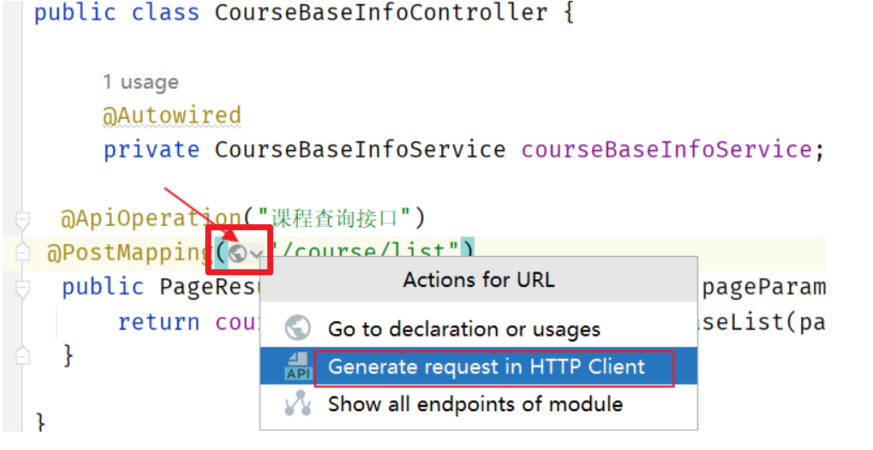 public class CourseBaseInfoController {
1 usage
@Autowired
private CourseBaseInfoService courseBaseInfoService;
@ApiOperation("课程查询接口")
@PostMapping("/course/list")
public PageResu pageParam
return cou seList(pa
}
}
Actions for URL
Go to declaration or usages
API Generate request in HTTP Client
Show all endpoints of module